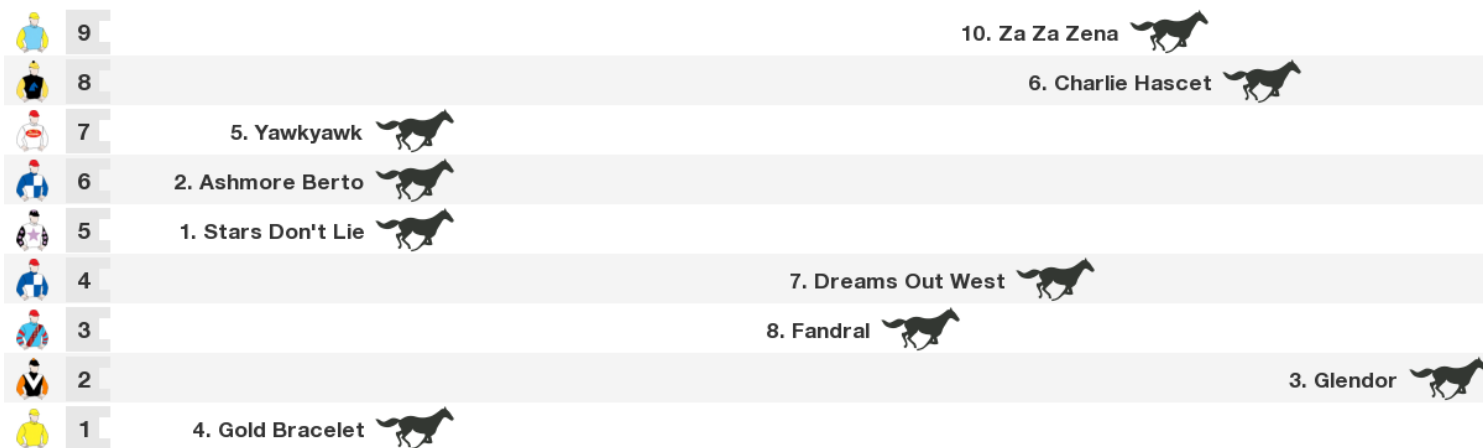 9 10. Za Za Zena
8 6. Charlie Hascet
7 5. Yawkyawk
6 2. Ashmore Berto
5 1. Stars Don't Lie
4 7. Dreams Out West
3 8. Fandral
2 3. Glendor
1 4. Gold Bracelet